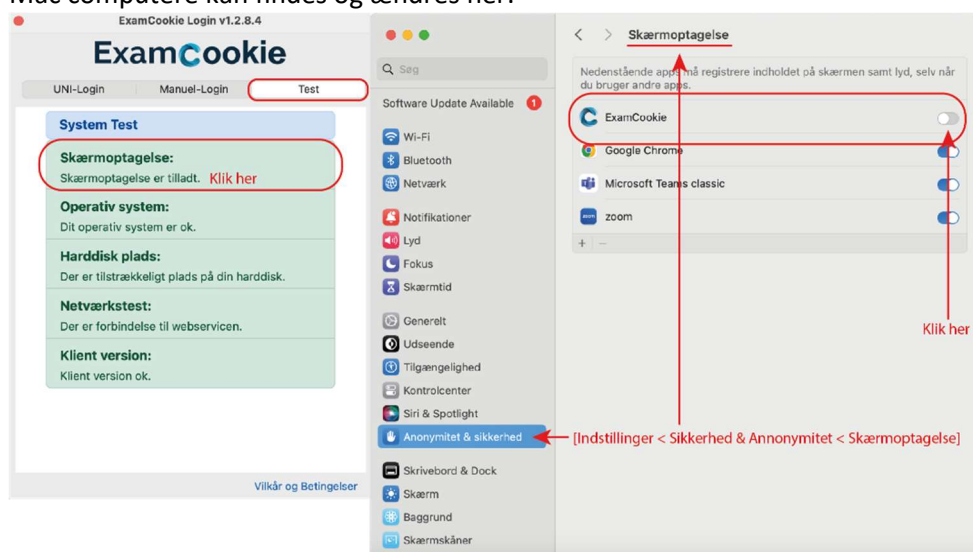 Mac computere kan findes og ændres her:
ExamCookie Login v1.2.8.4
ExamCookie
UNI-Login
Manuel-Login
Test
System Test
Skærmoptagelse:
Skærmoptagelse er tilladt. Klik her
Operativ system:
Dit operativ system er ok.
Harddisk plads:
Der er tilstrækkeligt plads på din harddisk.
Netværkstest:
Der er forbindelse til webservicen.
Klient version:
Klient version ok.
Vilkår og Betingelser
Søg
Software Update Available 1
Wi-Fi
Bluetooth
Netværk
Notifikationer
Lyd
Fokus
Skærmtid
Generelt
Udseende
Tilgængelighed
Kontrolcenter
Siri & Spotlight
Anonymitet & sikkerhed
Skrivebord & Dock
Skærm
Baggrund
Skærmskåner
Skærmoptagelse
Nedenstående apps må registrere indholdet på skærmen samt lyd, selv når
du bruger andre apps.
ExamCookie
Google Chrome
Microsoft Teams classic
zoom
Klik her
[Indstillinger < Sikkerhed & Annonymitet < Skærmoptagelse]